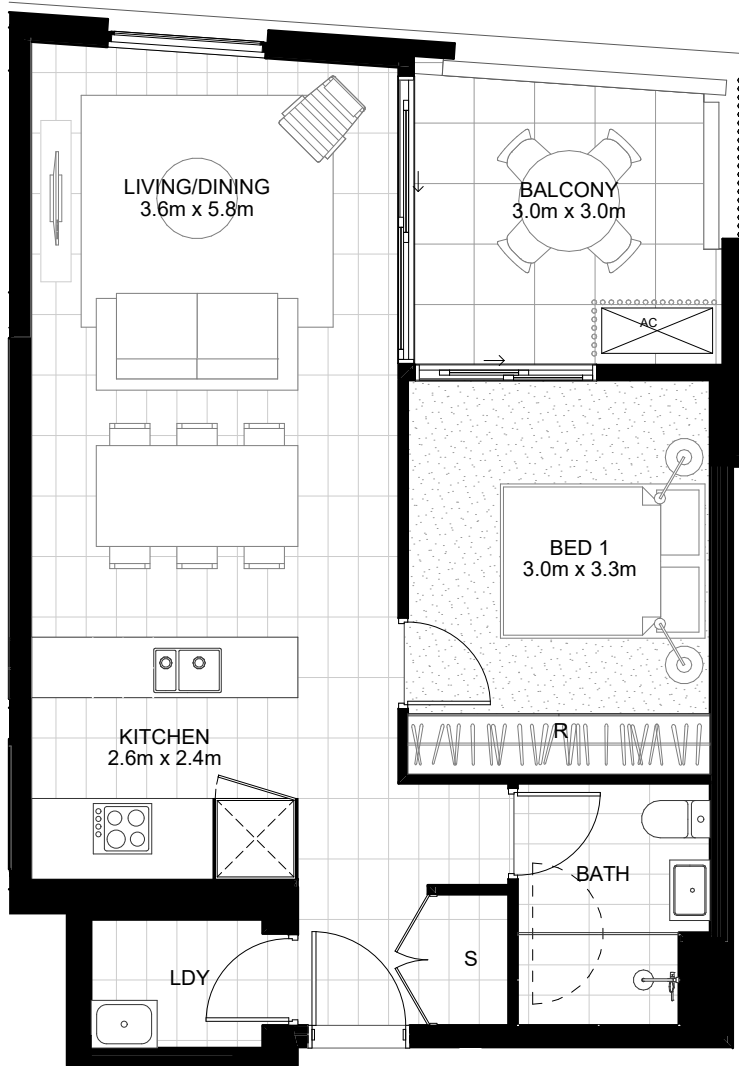 LIVING/DINING
3.6m x 5.8m
BALCONY
3.0m x 3.0m
AC
BED 1
3.0m x 3.3m
R
KITCHEN
2.6m x 2.4m
BATH
S
LDY